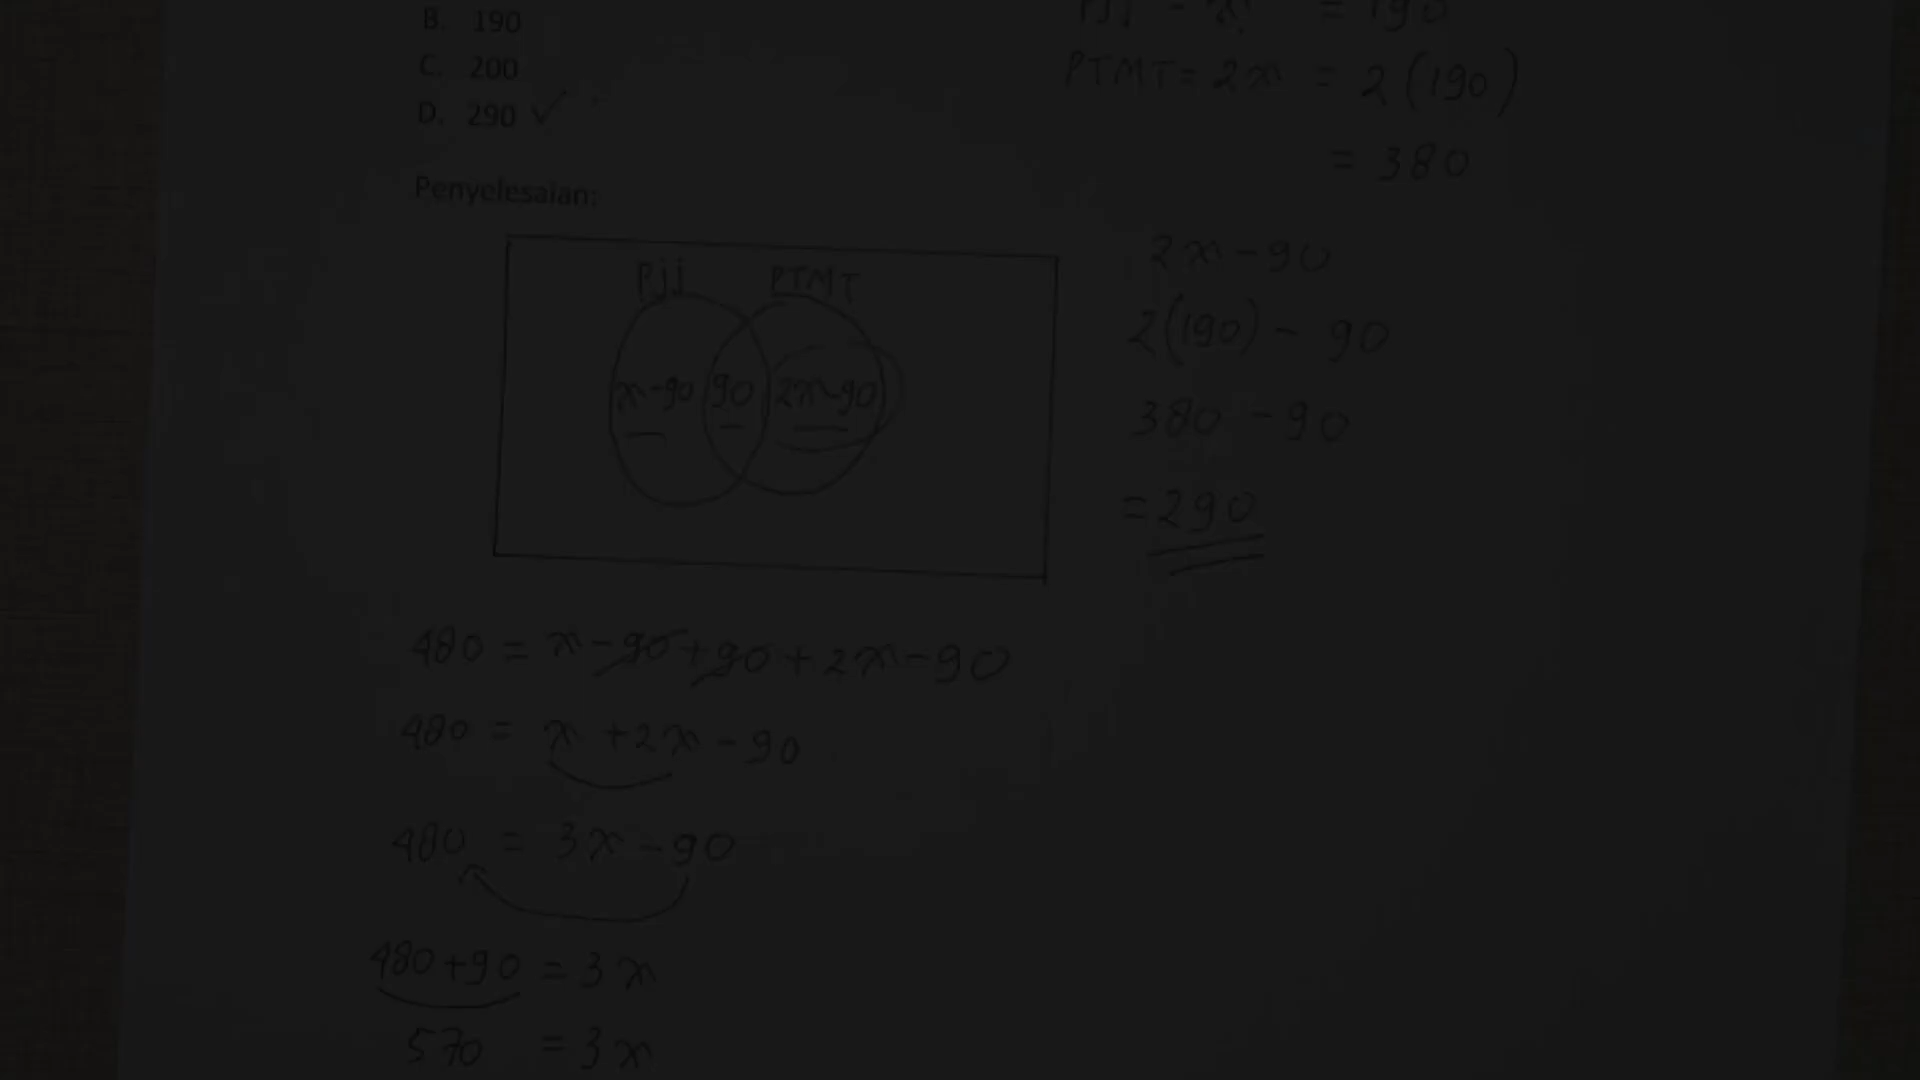 B. 190
C. 200
D. 290 ✓
Penyelesaian:
PJJ PTMT
x-90 90 2x-90
480 = x-90+90+2x-90
480 = x+2x-90
480 = 3x-90
480+90 = 3x
570 = 3x
= 190
PTMT = 2x = 2(190)
= 380
2x-90
2(190) - 90
380 - 90
= 290